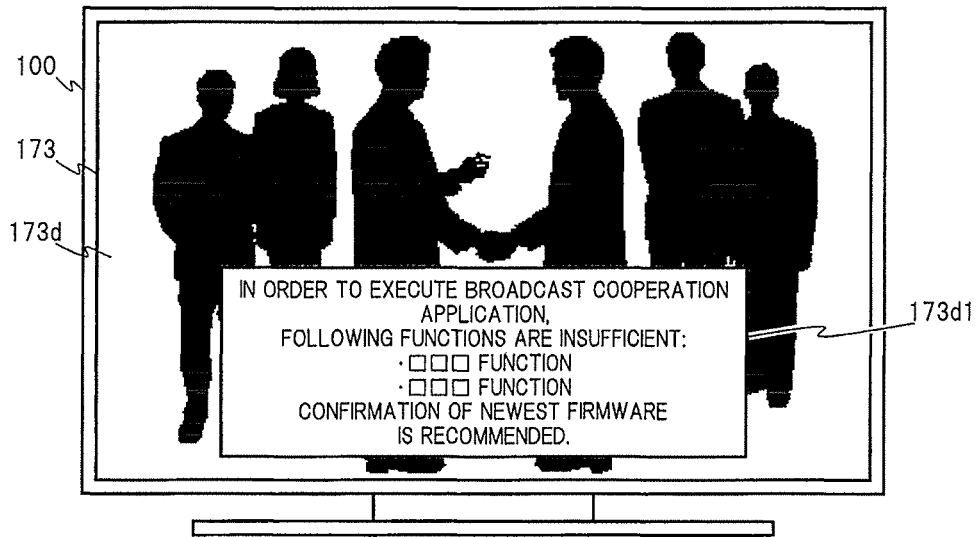 100
173
173d
IN ORDER TO EXECUTE BROADCAST COOPERATION
APPLICATION,
FOLLOWING FUNCTIONS ARE INSUFFICIENT:
·□□□ FUNCTION
·□□□ FUNCTION
CONFIRMATION OF NEWEST FIRMWARE
IS RECOMMENDED.
173d1